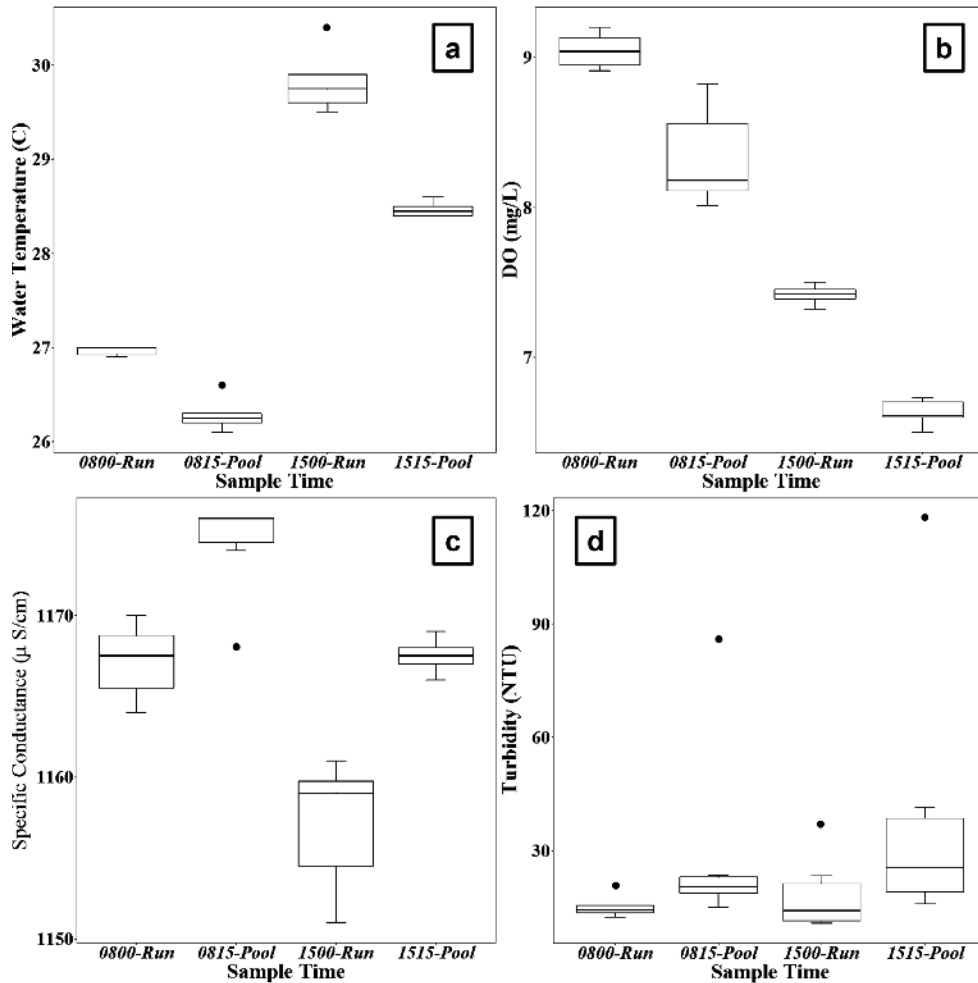 a
Water Temperature (C)
30
29
28
27
26
0800-Run 0815-Pool 1500-Run 1515-Pool
Sample Time
b
DO (mg/L)
9
8
7
0800-Run 0815-Pool 1500-Run 1515-Pool
Sample Time
c
Specific Conductance (μ S/cm)
1170
1160
1150
0800-Run 0815-Pool 1500-Run 1515-Pool
Sample Time
d
Turbidity (NTU)
120
90
60
30
0800-Run 0815-Pool 1500-Run 1515-Pool
Sample Time